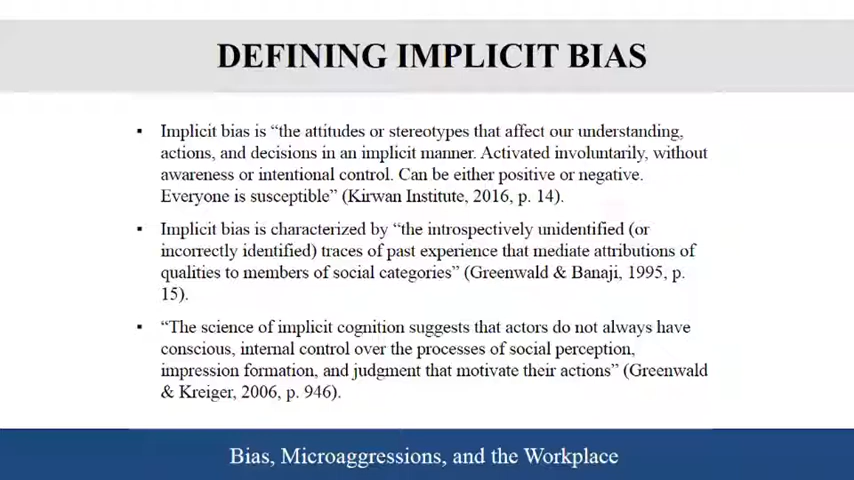 DEFINING IMPLICIT BIAS
▪ Implicit bias is “the attitudes or stereotypes that affect our understanding,
actions, and decisions in an implicit manner. Activated involuntarily, without
awareness or intentional control. Can be either positive or negative.
Everyone is susceptible” (Kirwan Institute, 2016, p. 14).
▪ Implicit bias is characterized by “the introspectively unidentified (or
incorrectly identified) traces of past experience that mediate attributions of
qualities to members of social categories” (Greenwald & Banaji, 1995, p.
15).
▪ “The science of implicit cognition suggests that actors do not always have
conscious, internal control over the processes of social perception,
impression formation, and judgment that motivate their actions” (Greenwald
& Kreiger, 2006, p. 946).
Bias, Microaggressions, and the Workplace